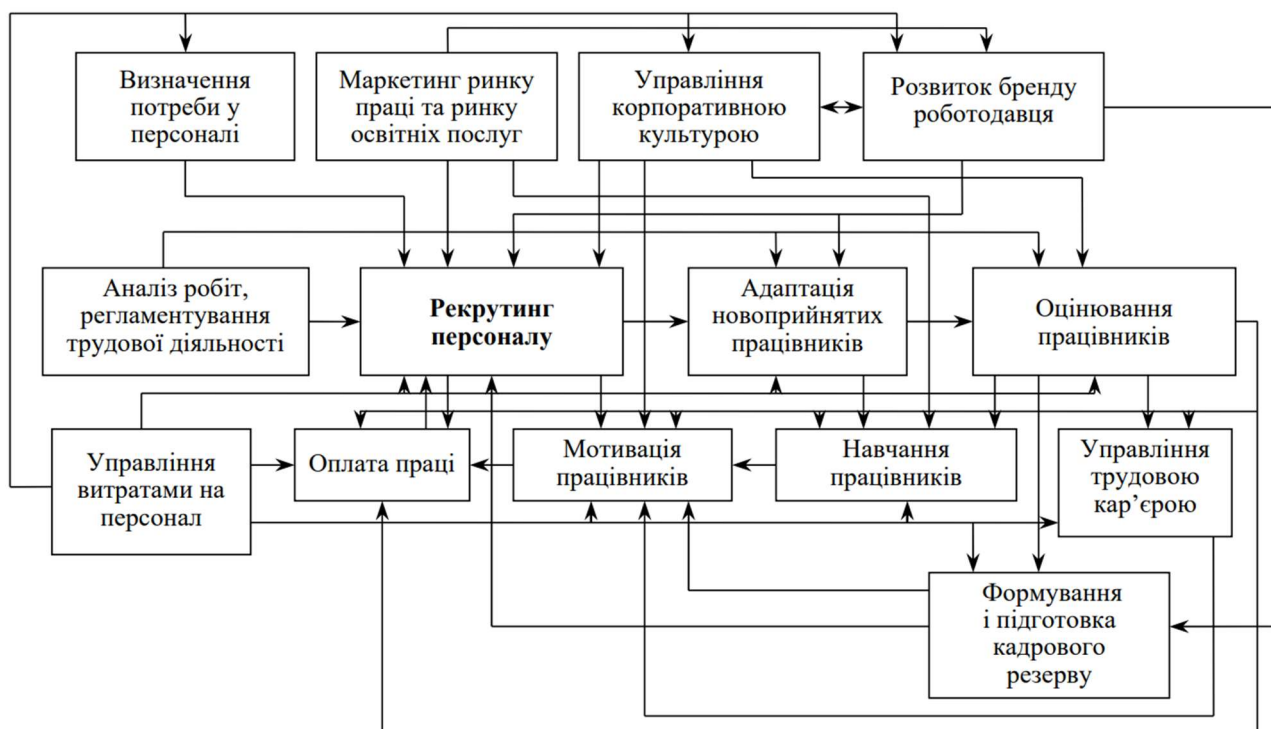 Визначення
потреби у
персоналі
Маркетинг ринку
праці та ринку
освітніх послуг
Управління
корпоративною
культурою
Розвиток бренду
роботодавця
Аналіз робіт,
регламентування
трудової діяльності
Рекрутинг
персоналу
Адаптація
новоприйнятих
працівників
Оцінювання
працівників
Управління
витратами на
персонал
Оплата праці
Мотивація
працівників
Навчання
працівників
Управління
трудовою
кар’єрою
Формування
і підготовка
кадрового
резерву